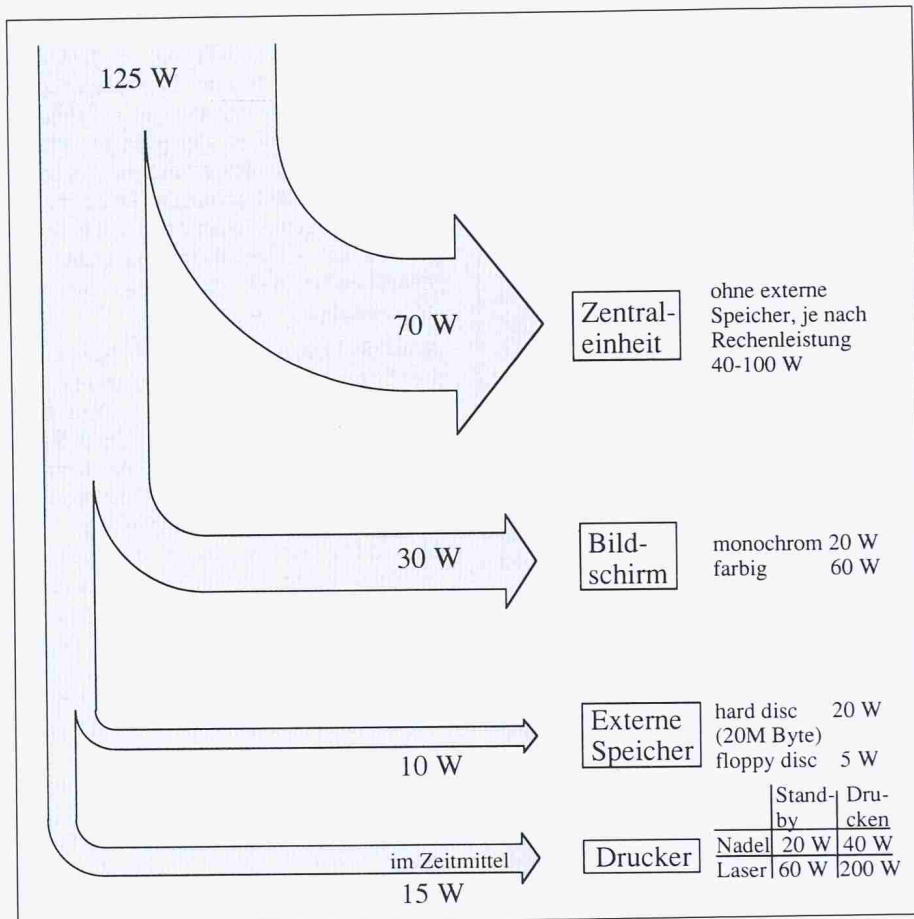 125 W
70 W
Zentral-
einheit
ohne externe
Speicher, je nach
Rechenleistung
40-100 W
30 W
Bild-
schirm
monochrom 20 W
farbig 60 W
10 W
Externe
Speicher
hard disc 20 W
(20M Byte)
floppy disc 5 W
im Zeitmittel
15 W
Drucker
Stand- Dru-
by cken
Nadel 20 W 40 W
Laser 60 W 200 W